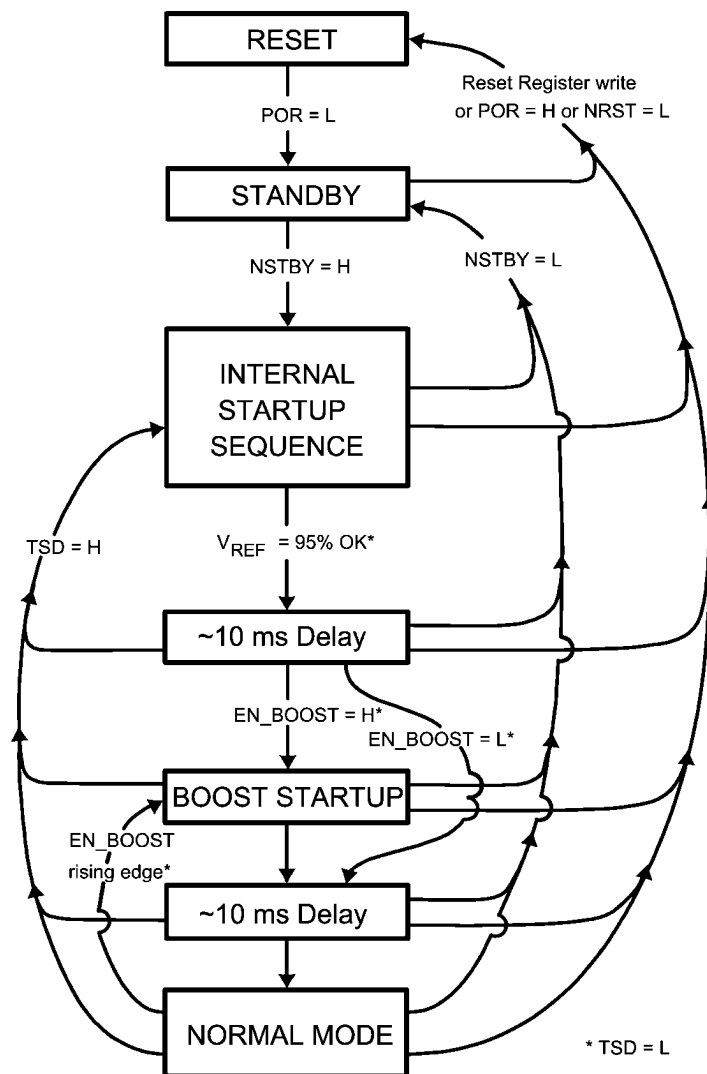 RESET
Reset Register write
or POR = H or NRST = L
POR = L
STANDBY
NSTBY = H
NSTBY = L
INTERNAL
STARTUP
SEQUENCE
TSD = H
VREF = 95% OK*
~10 ms Delay
EN_BOOST = H*
EN_BOOST = L*
BOOST STARTUP
EN_BOOST
rising edge*
~10 ms Delay
NORMAL MODE
* TSD = L